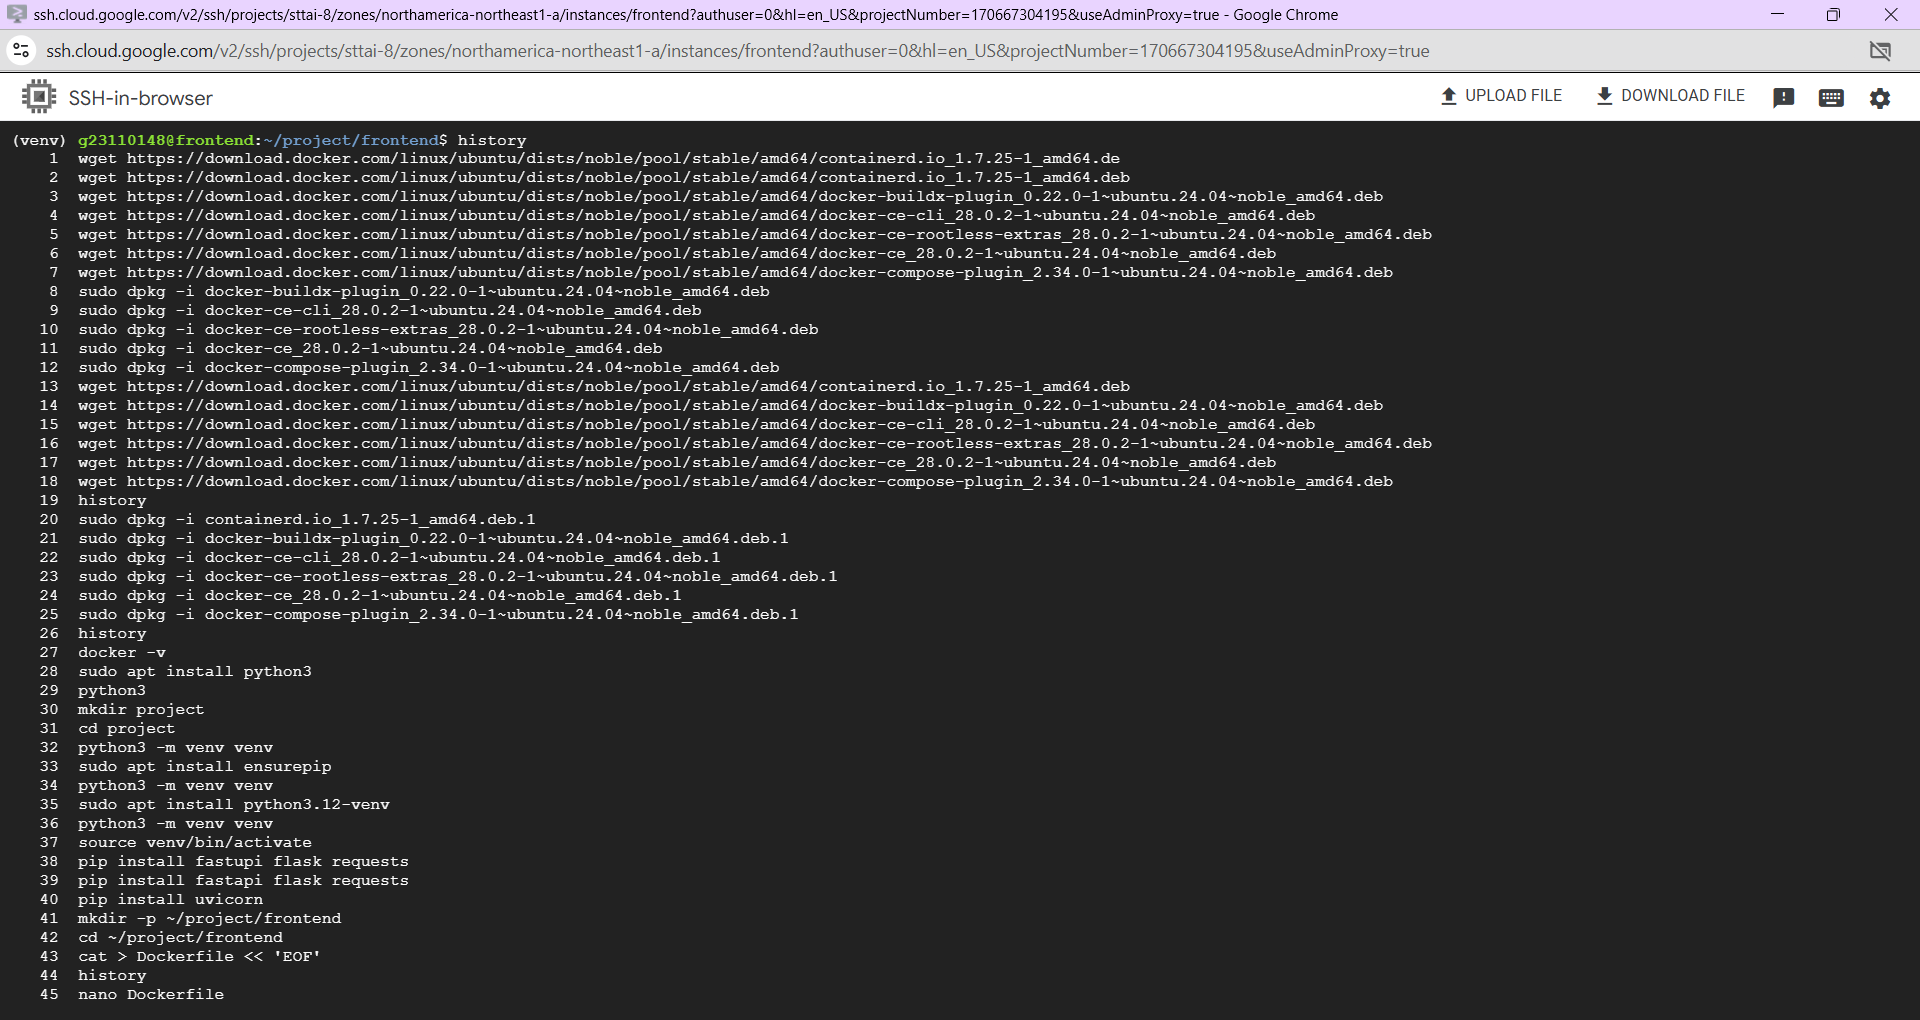 ssh.cloud.google.com/v2/ssh/projects/sttai-8/zones/northamerica-northeast1-a/instances/frontend?authuser=0&hl=en_US&projectNumber=170667304195&useAdminProxy=true - Google Chrome
ssh.cloud.google.com/v2/ssh/projects/sttai-8/zones/northamerica-northeast1-a/instances/frontend?authuser=0&hl=en_US&projectNumber=170667304195&useAdminProxy=true
SSH-in-browser UPLOAD FILE DOWNLOAD FILE
(venv) g23110148@frontend:~/project/frontend$ history
1 wget https://download.docker.com/linux/ubuntu/dists/noble/pool/stable/amd64/containerd.io_1.7.25-1_amd64.de
2 wget https://download.docker.com/linux/ubuntu/dists/noble/pool/stable/amd64/containerd.io_1.7.25-1_amd64.deb
3 wget https://download.docker.com/linux/ubuntu/dists/noble/pool/stable/amd64/docker-buildx-plugin_0.22.0-1~ubuntu.24.04~noble_amd64.deb
4 wget https://download.docker.com/linux/ubuntu/dists/noble/pool/stable/amd64/docker-ce-cli_28.0.2-1~ubuntu.24.04~noble_amd64.deb
5 wget https://download.docker.com/linux/ubuntu/dists/noble/pool/stable/amd64/docker-ce-rootless-extras_28.0.2-1~ubuntu.24.04~noble_amd64.deb
6 wget https://download.docker.com/linux/ubuntu/dists/noble/pool/stable/amd64/docker-ce_28.0.2-1~ubuntu.24.04~noble_amd64.deb
7 wget https://download.docker.com/linux/ubuntu/dists/noble/pool/stable/amd64/docker-compose-plugin_2.34.0-1~ubuntu.24.04~noble_amd64.deb
8 sudo dpkg -i docker-buildx-plugin_0.22.0-1~ubuntu.24.04~noble_amd64.deb
9 sudo dpkg -i docker-ce-cli_28.0.2-1~ubuntu.24.04~noble_amd64.deb
10 sudo dpkg -i docker-ce-rootless-extras_28.0.2-1~ubuntu.24.04~noble_amd64.deb
11 sudo dpkg -i docker-ce_28.0.2-1~ubuntu.24.04~noble_amd64.deb
12 sudo dpkg -i docker-compose-plugin_2.34.0-1~ubuntu.24.04~noble_amd64.deb
13 wget https://download.docker.com/linux/ubuntu/dists/noble/pool/stable/amd64/containerd.io_1.7.25-1_amd64.deb
14 wget https://download.docker.com/linux/ubuntu/dists/noble/pool/stable/amd64/docker-buildx-plugin_0.22.0-1~ubuntu.24.04~noble_amd64.deb
15 wget https://download.docker.com/linux/ubuntu/dists/noble/pool/stable/amd64/docker-ce-cli_28.0.2-1~ubuntu.24.04~noble_amd64.deb
16 wget https://download.docker.com/linux/ubuntu/dists/noble/pool/stable/amd64/docker-ce-rootless-extras_28.0.2-1~ubuntu.24.04~noble_amd64.deb
17 wget https://download.docker.com/linux/ubuntu/dists/noble/pool/stable/amd64/docker-ce_28.0.2-1~ubuntu.24.04~noble_amd64.deb
18 wget https://download.docker.com/linux/ubuntu/dists/noble/pool/stable/amd64/docker-compose-plugin_2.34.0-1~ubuntu.24.04~noble_amd64.deb
19 history
20 sudo dpkg -i containerd.io_1.7.25-1_amd64.deb.1
21 sudo dpkg -i docker-buildx-plugin_0.22.0-1~ubuntu.24.04~noble_amd64.deb.1
22 sudo dpkg -i docker-ce-cli_28.0.2-1~ubuntu.24.04~noble_amd64.deb.1
23 sudo dpkg -i docker-ce-rootless-extras_28.0.2-1~ubuntu.24.04~noble_amd64.deb.1
24 sudo dpkg -i docker-ce_28.0.2-1~ubuntu.24.04~noble_amd64.deb.1
25 sudo dpkg -i docker-compose-plugin_2.34.0-1~ubuntu.24.04~noble_amd64.deb.1
26 history
27 docker -v
28 sudo apt install python3
29 python3
30 mkdir project
31 cd project
32 python3 -m venv venv
33 sudo apt install ensurepip
34 python3 -m venv venv
35 sudo apt install python3.12-venv
36 python3 -m venv venv
37 source venv/bin/activate
38 pip install fastupi flask requests
39 pip install fastapi flask requests
40 pip install uvicorn
41 mkdir -p ~/project/frontend
42 cd ~/project/frontend
43 cat > Dockerfile << 'EOF'
44 history
45 nano Dockerfile